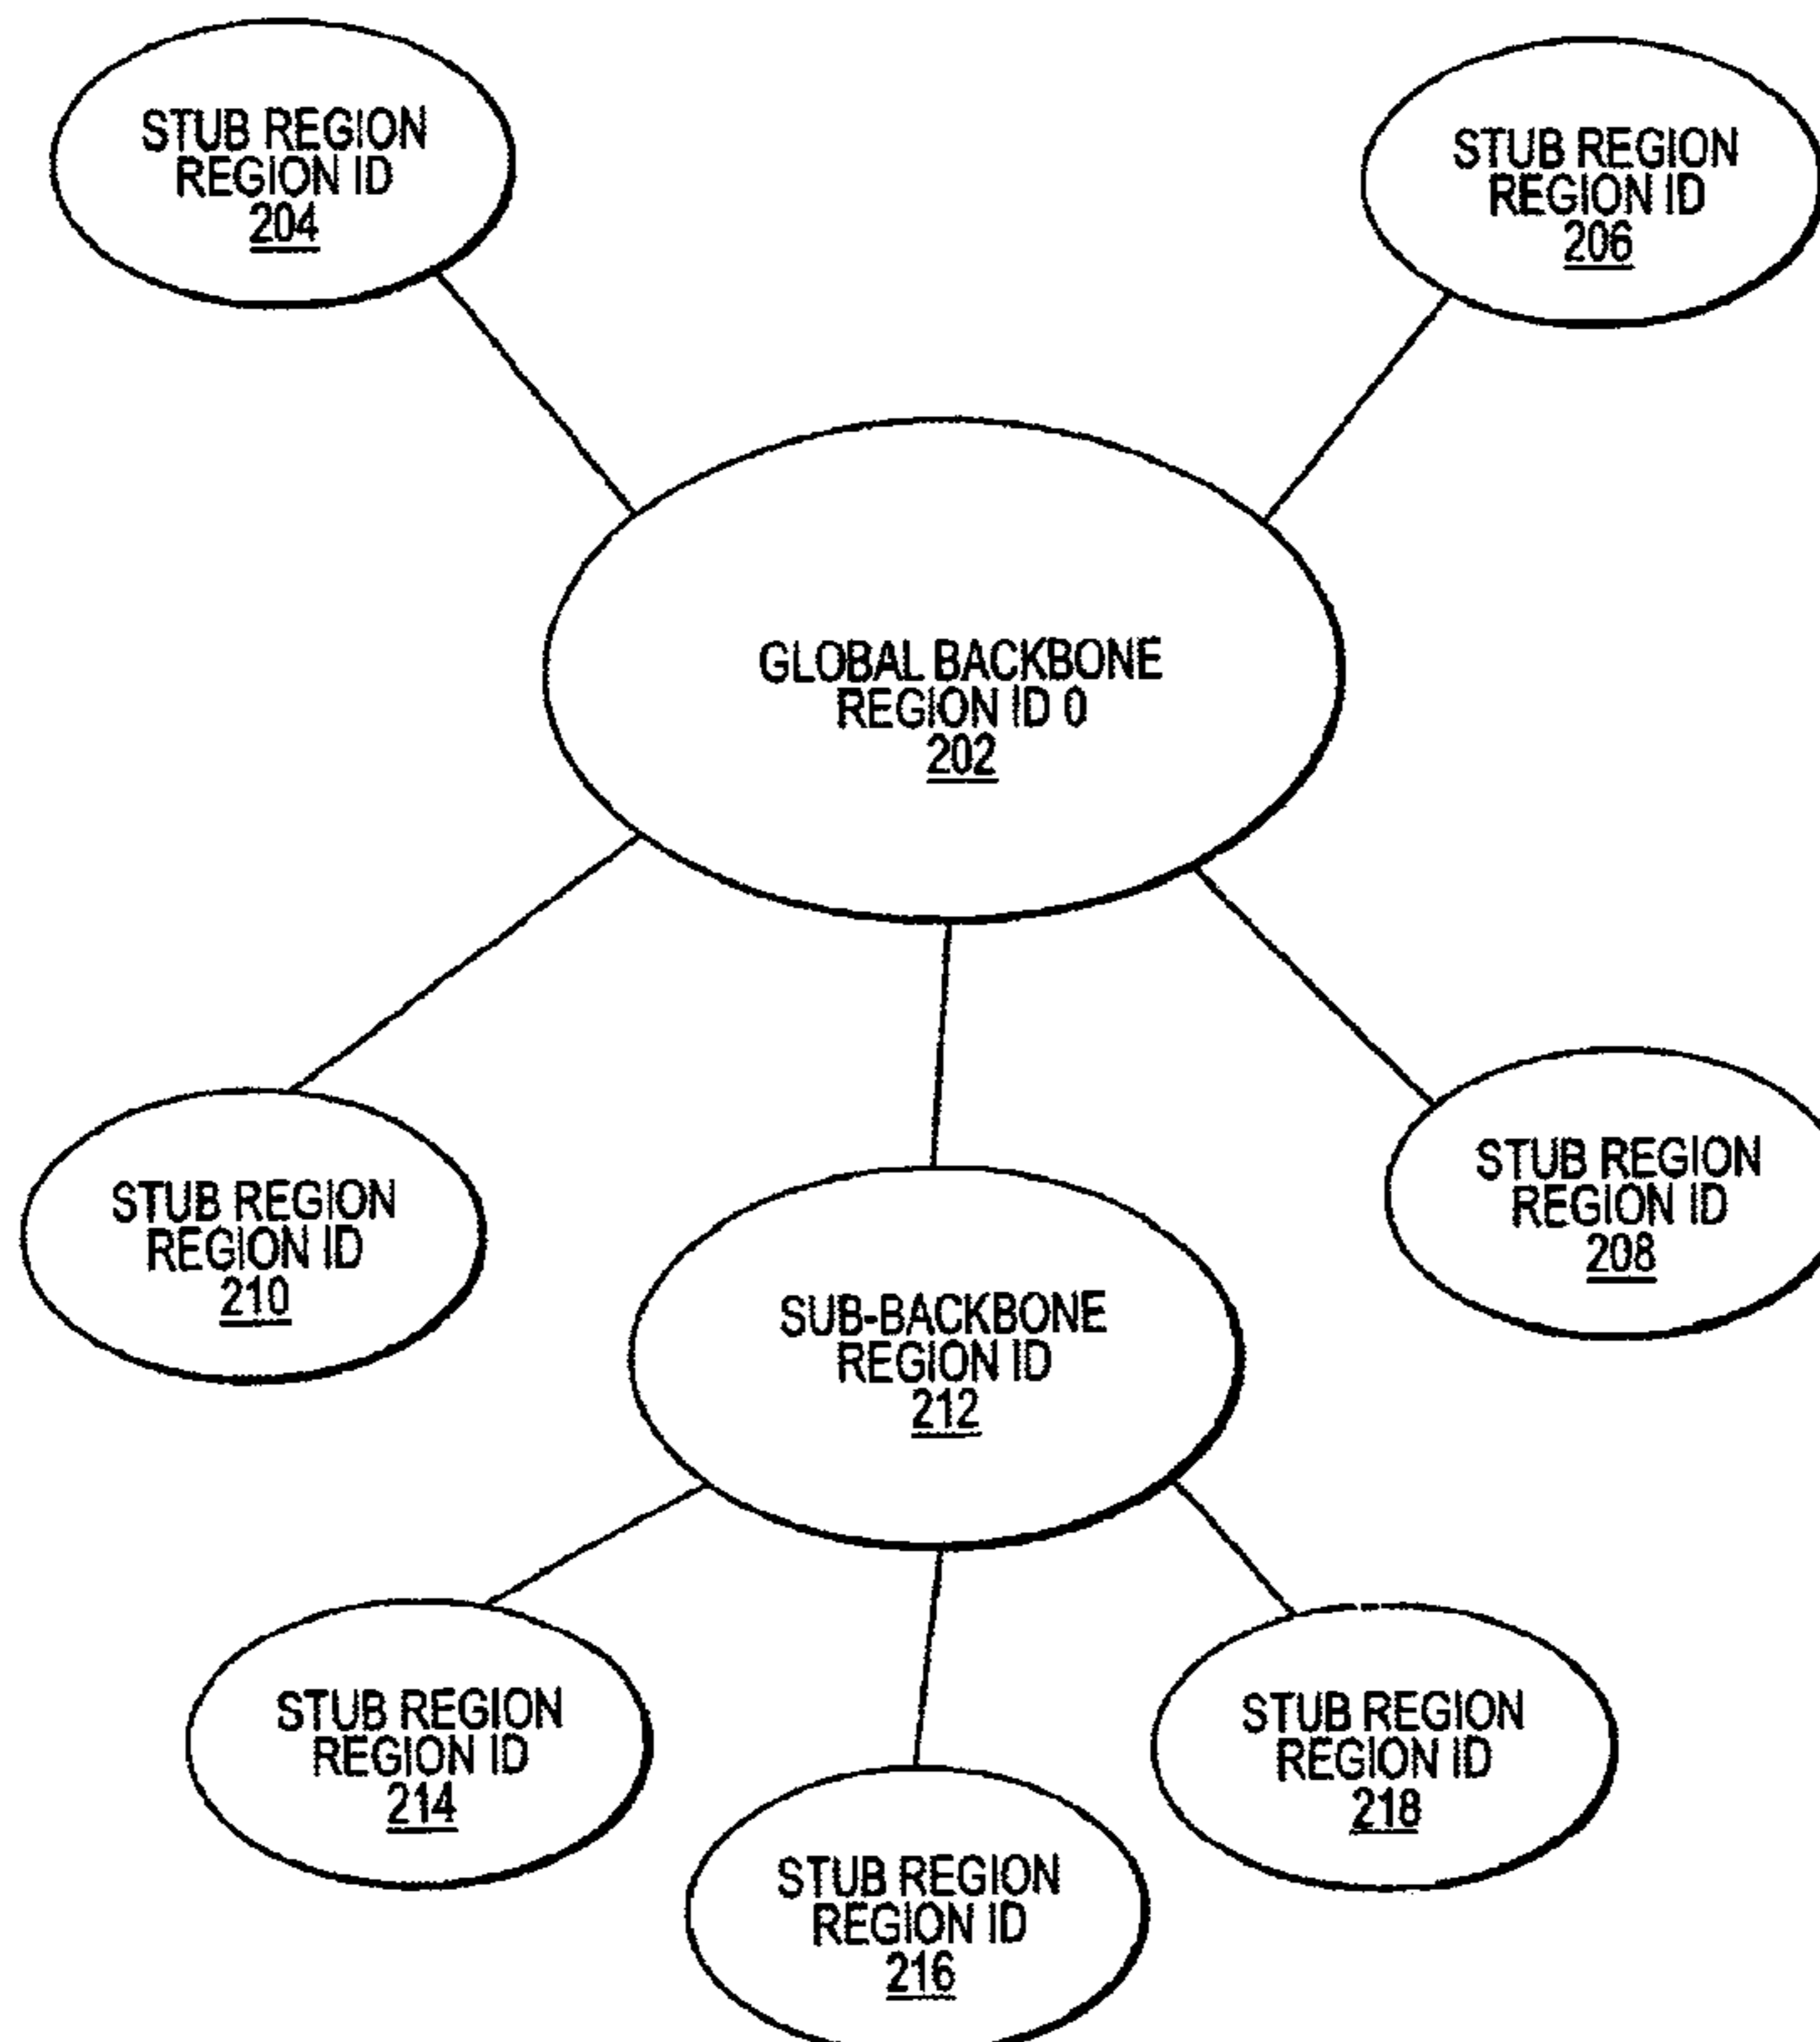 STUB REGION
REGION ID
204
STUB REGION
REGION ID
206
GLOBAL BACKBONE
REGION ID 0
202
STUB REGION
REGION ID
210
SUB-BACKBONE
REGION ID
212
STUB REGION
REGION ID
208
STUB REGION
REGION ID
214
STUB REGION
REGION ID
216
STUB REGION
REGION ID
218